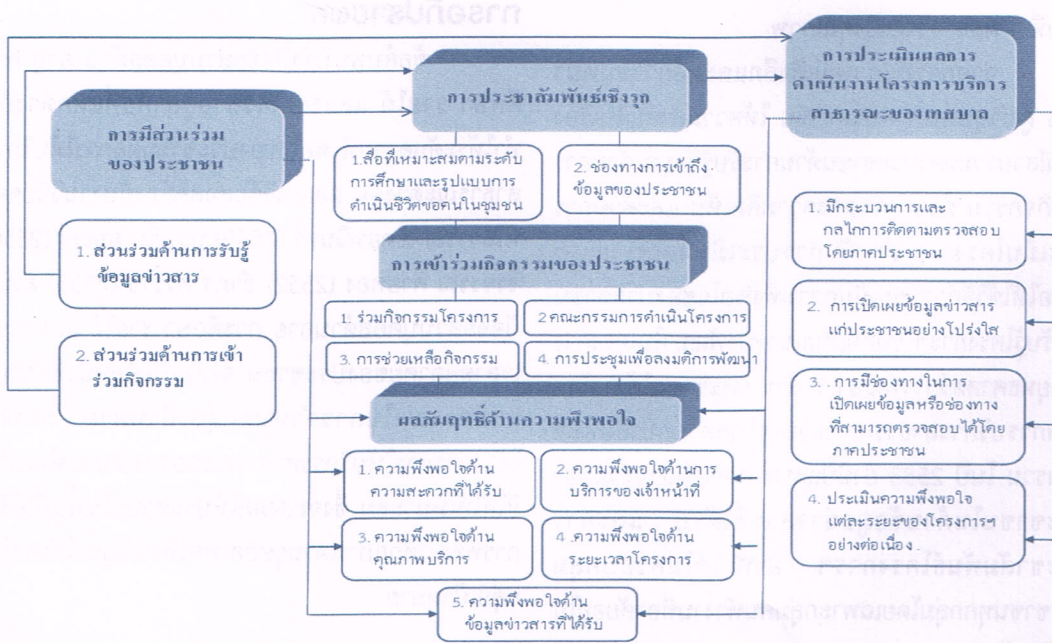 การมีส่วนร่วม
ของประชาชน
1. ส่วนร่วมด้านการรับรู้
ข้อมูลข่าวสาร
2. ส่วนร่วมด้านการเข้า
ร่วมกิจกรรม
การประชาสัมพันธ์เชิงรุก
1.สื่อที่เหมาะสมตามระดับ
การศึกษาและรูปแบบการ
ดำเนินชีวิตของคนในชุมชน
2. ช่องทางการเข้าถึง
ข้อมูลของประชาชน
การเข้าร่วมกิจกรรมของประชาชน
1. ร่วมกิจกรรมโครงการ
2คณะกรรมการดำเนินโครงการ
3. การช่วยเหลือกิจกรรม
4. การประชุมเพื่อลงมติการพัฒนา
ผลสัมฤทธิ์ด้านความพึงพอใจ
1. ความพึงพอใจด้าน
ความสะดวกที่ได้รับ
2. ความพึงพอใจด้านการ
บริการของเจ้าหน้าที่
3. ความพึงพอใจด้าน
คุณภาพบริการ
4 .ความพึงพอใจด้าน
ระยะเวลาโครงการ
5. ความพึงพอใจด้าน
ข้อมูลข่าวสารที่ได้รับ
การประเมินผลการ
ดำเนินงานโครงการบริการ
สาธารณะของเทศบาล
มีกระบวนการและ
กลไกการติดตามตรวจสอบ
โดยภาคประชาชน
2. การเปิดเผยข้อมูลข่าวสาร
แก่ประชาชนอย่างโปร่งใส
3. การมีช่องทางในการ
เปิดเผยข้อมูลหรือช่องทาง
ที่สามารถตรวจสอบได้โดย
ภาคประชาชน
4. ประเมินความพึงพอใจ
แต่ละระยะของโครงการฯ
อย่างต่อเนื่อง